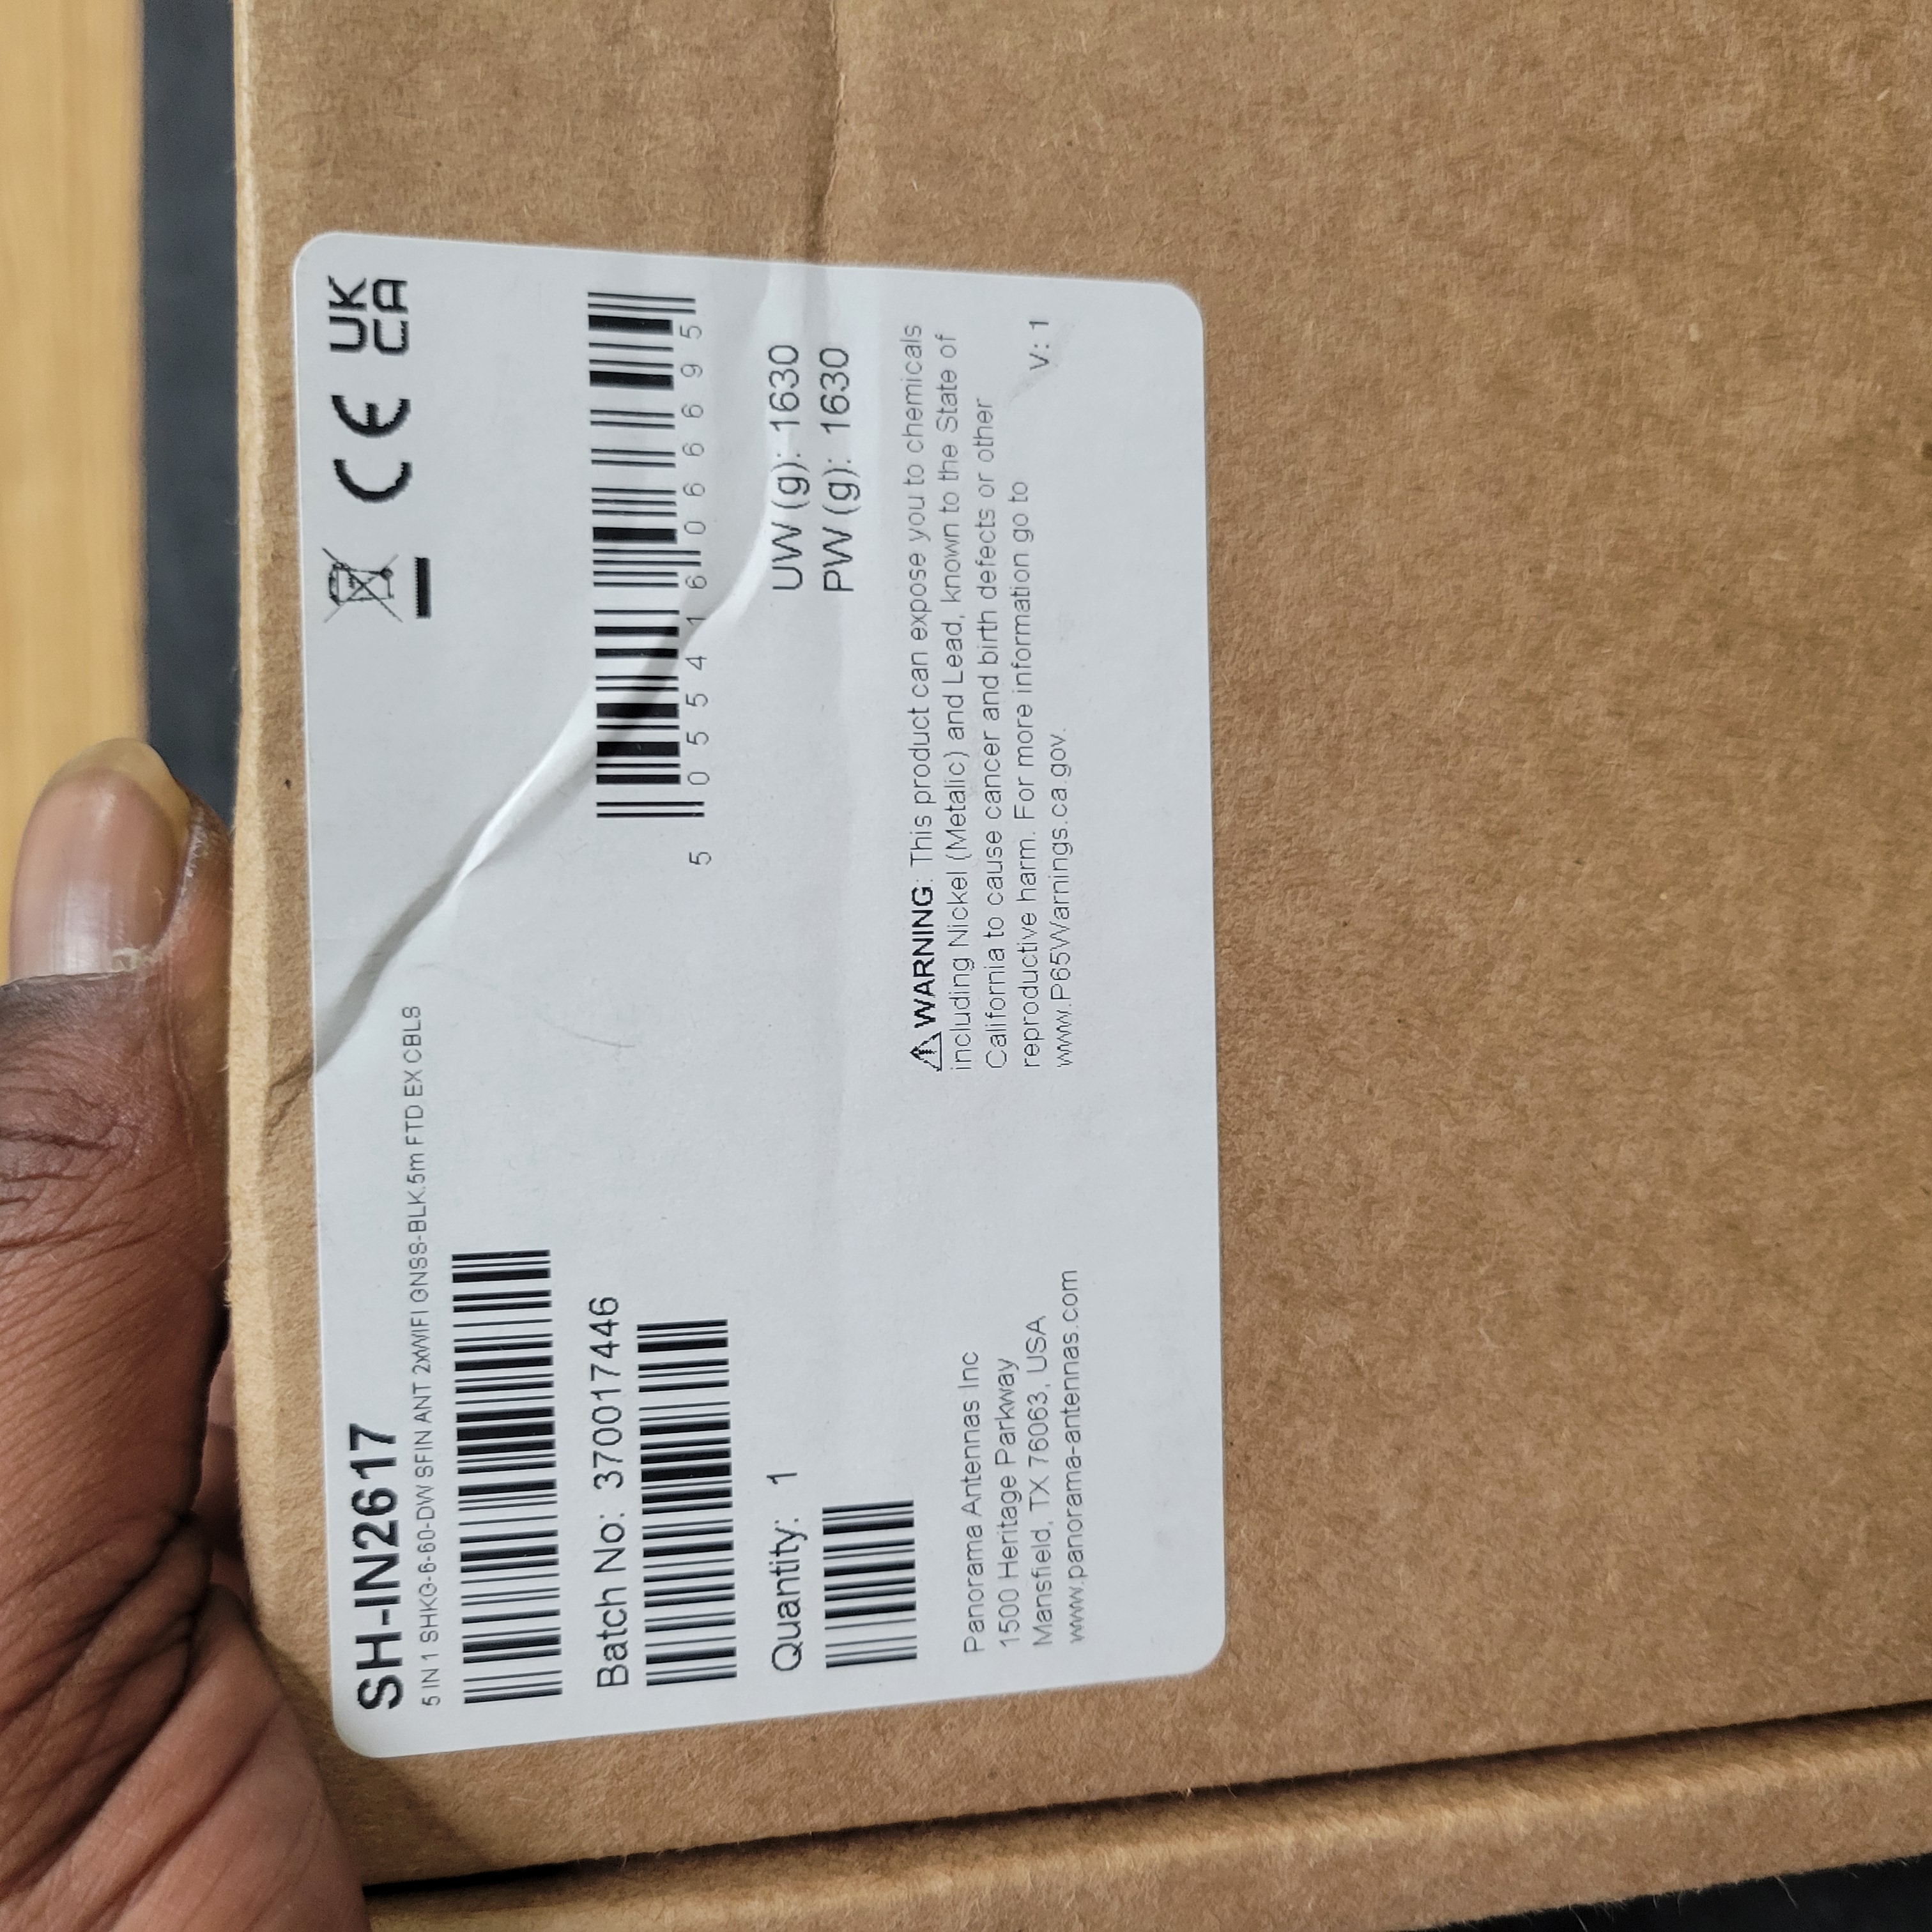 SH-IN2617
5 IN 1 SHKG-6-60-DW SFIN ANT 2xWIFI GNSS-BLK.5m FTD EX CBLS
CE
UK
CA
Batch No: 370017446
5 055416 066695
Quantity: 1
UW (g): 1630
PW (g): 1630
Panorama Antennas Inc
1500 Heritage Parkway
Mansfield, TX 76063, USA
www.panorama-antennas.com
⚠ WARNING: This product can expose you to chemicals
including Nickel (Metalic) and Lead, known to the State of
California to cause cancer and birth defects or other
reproductive harm. For more information go to
www.P65Warnings.ca.gov.
V: 1